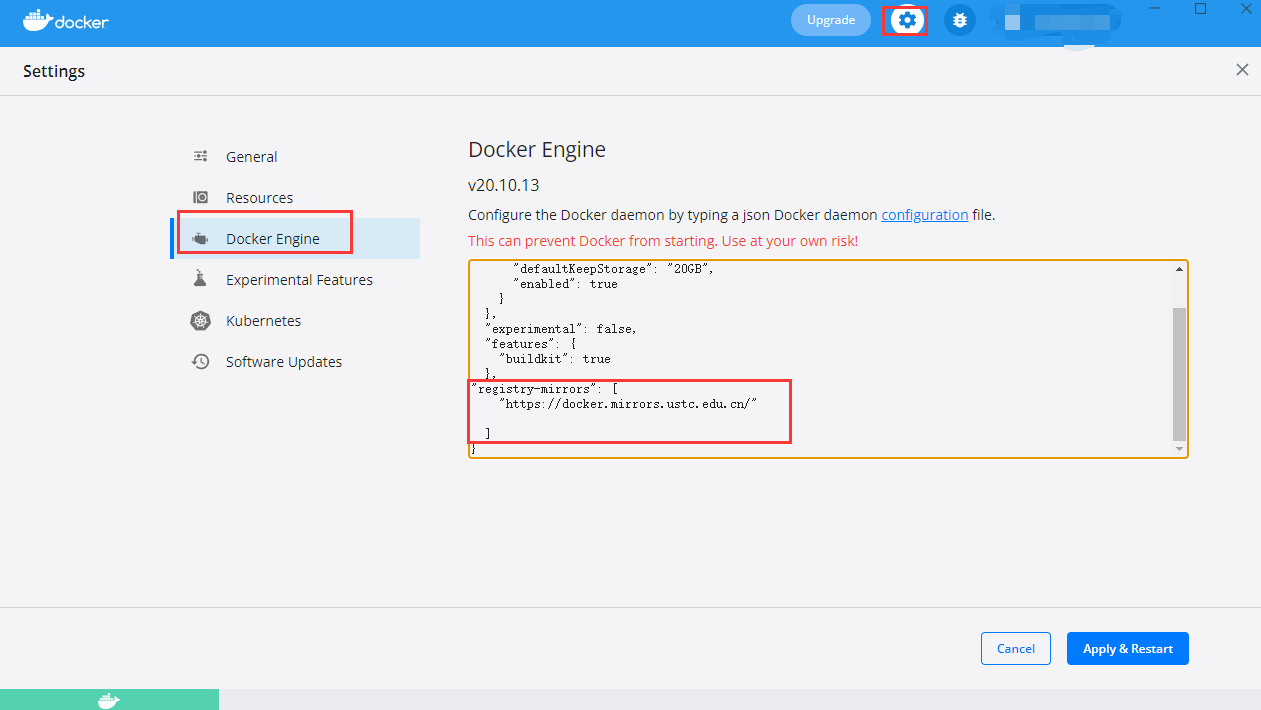 docker
Upgrade
Settings
General
Resources
Docker Engine
Experimental Features
Kubernetes
Software Updates
Docker Engine
v20.10.13
Configure the Docker daemon by typing a json Docker daemon configuration file.
This can prevent Docker from starting. Use at your own risk!
"defaultKeepStorage": "20GB",
"enabled": true
}
},
"experimental": false,
"features": {
"buildkit": true
},
"registry-mirrors": [
"https://docker.mirrors.ustc.edu.cn/"
]
}
Cancel
Apply & Restart